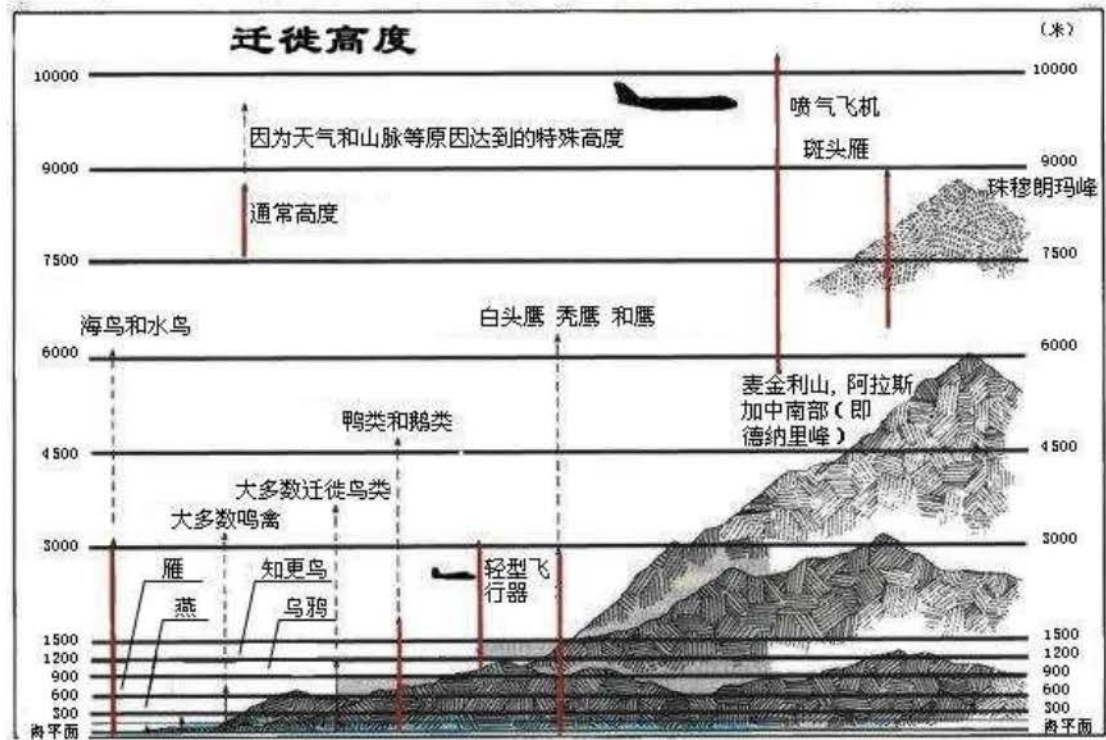 迁徙高度
(米)
10000
10000
喷气飞机
因为天气和山脉等原因达到的特殊高度
斑头雁
9000
9000
珠穆朗玛峰
通常高度
7500
7500
海鸟和水鸟
白头鹰 秃鹰 和鹰
6000
6000
麦金利山, 阿拉斯
加中南部(即
德纳里峰)
鸭类和鹅类
4500
4500
大多数迁徙鸟类
大多数鸣禽
3000
3000
雁
知更鸟
轻型飞
行器
燕
乌鸦
1500
1500
1200
1200
900
900
600
600
300
300
海平面
海平面